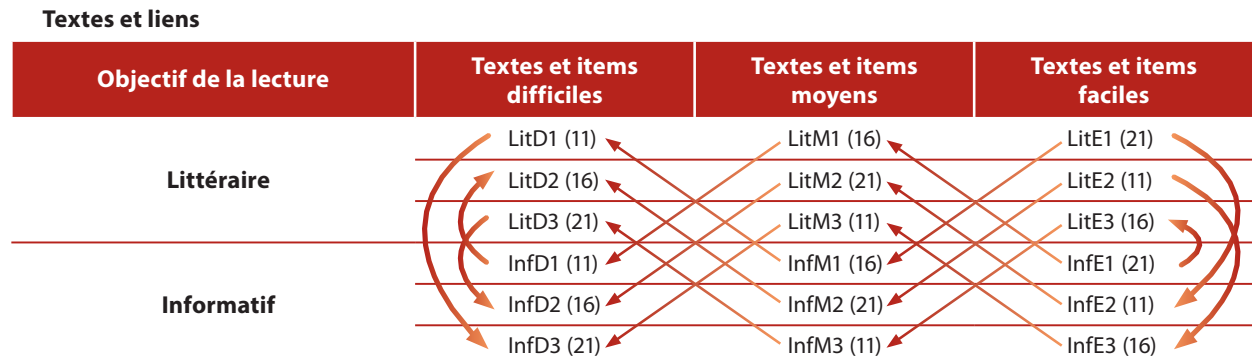 Textes et liens
Objectif de la lecture
Textes et items difficiles
Textes et items moyens
Textes et items faciles
Littéraire
LitD1 (11) LitM1 (16) LitE1 (21)
LitD2 (16) LitM2 (21) LitE2 (11)
LitD3 (21) LitM3 (11) LitE3 (16)
Informatif
InfD1 (11) InfM1 (16) InfE1 (21)
InfD2 (16) InfM2 (21) InfE2 (11)
InfD3 (21) InfM3 (11) InfE3 (16)